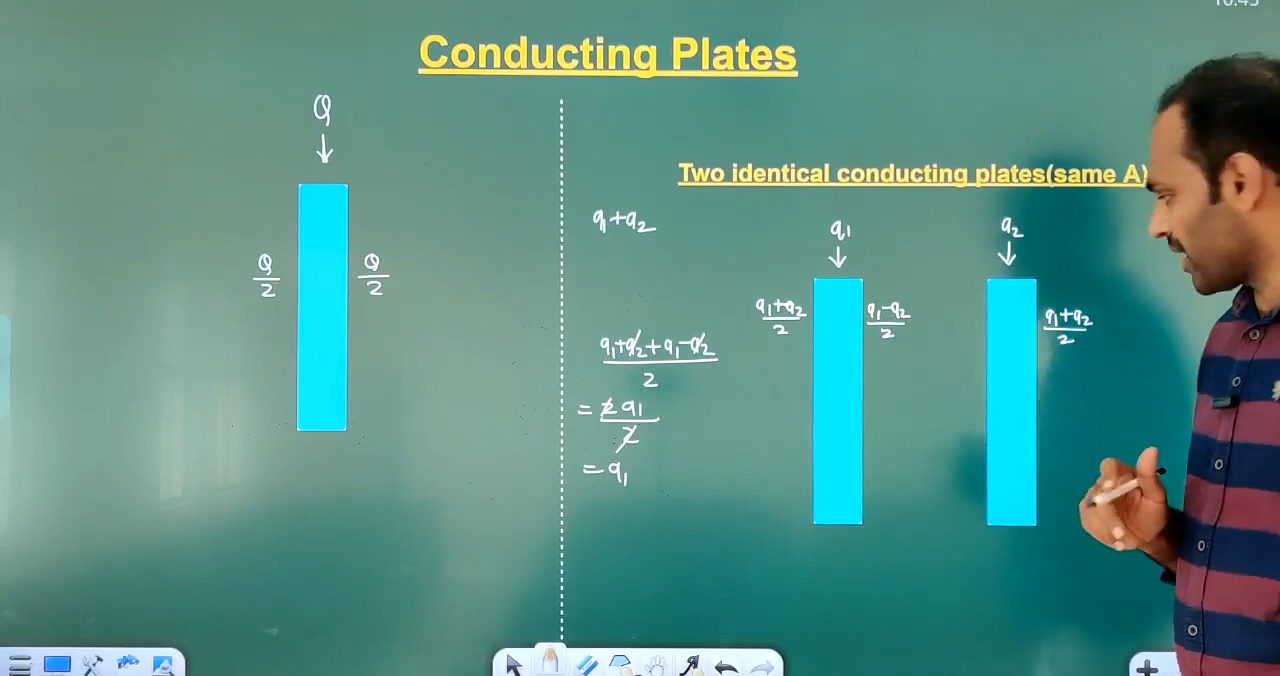 Conducting Plates
Q
↓
Q/2
Q/2
Two identical conducting plates(same A)
q1+q2
q1
↓
q2
↓
(q1+q2)/2
(q1-q2)/2
(q1+q2)/2
(q1+q2+q1-q2)/2
= 2q1/2
= q1